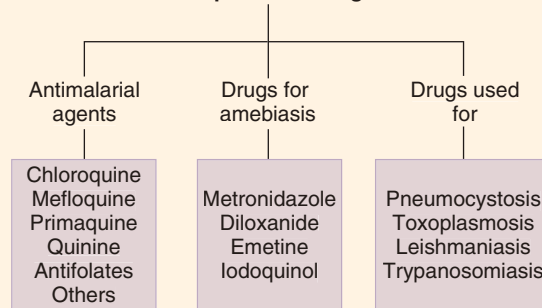 Antimalarial
agents
Drugs for
amebiasis
Drugs used
for
Chloroquine
Mefloquine
Primaquine
Quinine
Antifolates
Others
Metronidazole
Diloxanide
Emetine
Iodoquinol
Pneumocystosis
Toxoplasmosis
Leishmaniasis
Trypanosomiasis